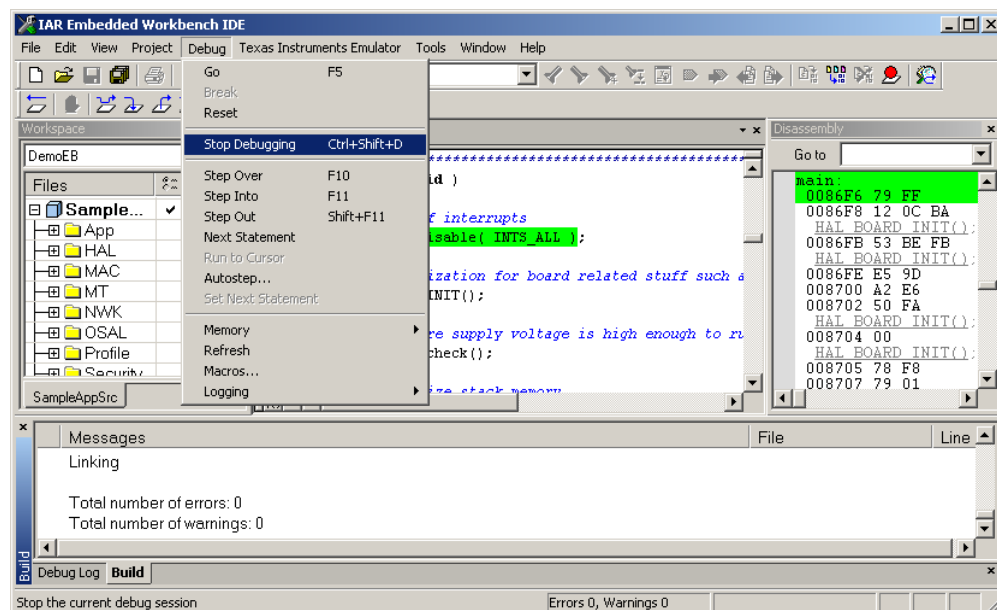 IAR Embedded Workbench IDE
File Edit View Project Debug Texas Instruments Emulator Tools Window Help
Go F5
Break
Reset
Stop Debugging Ctrl+Shift+D
Step Over F10
Step Into F11
Step Out Shift+F11
Next Statement
Run to Cursor
Autostep...
Set Next Statement
Memory
Refresh
Macros...
Logging
Workspace
DemoEB
Files
Sample...
App
HAL
MAC
MT
NWK
OSAL
Profile
Security
SampleAppSrc
id )
f interrupts
isable( INTS_ALL );
ization for board related stuff such a
INIT();
re supply voltage is high enough to ru
check();
ize stack memory
Disassembly
Go to
main:
0086F6 79 FF
0086F8 12 0C BA
HAL_BOARD_INIT();
0086FB 53 BE FB
HAL_BOARD_INIT();
0086FE E5 9D
008700 A2 E6
008702 50 FA
HAL_BOARD_INIT();
008704 00
HAL_BOARD_INIT();
008705 78 F8
008707 79 01
Messages File Line
Linking
Total number of errors: 0
Total number of warnings: 0
Build
Debug Log Build
Stop the current debug session Errors 0, Warnings 0